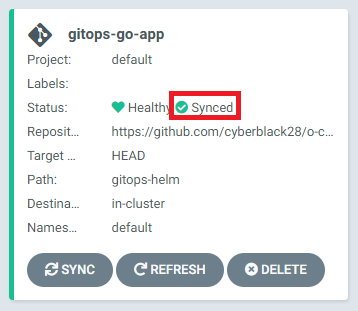 gitops-go-app
Project: default
Labels:
Status: Healthy Synced
Reposit... https://github.com/cyberblack28/o-c...
Target ... HEAD
Path: gitops-helm
Destina... in-cluster
Names... default
SYNC REFRESH DELETE